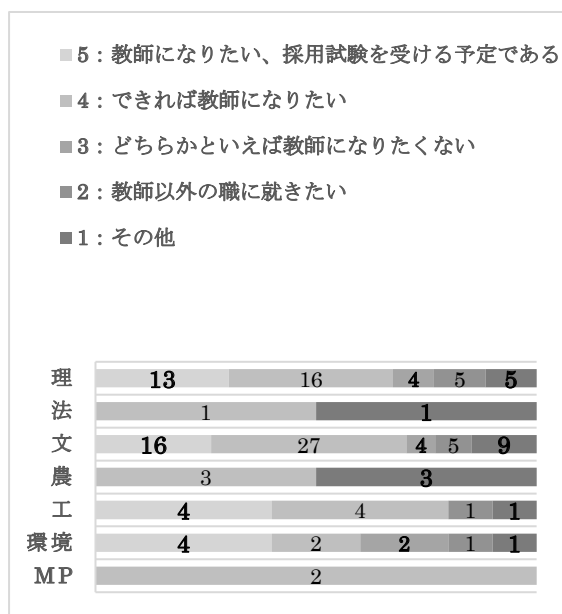 5：教師になりたい、採用試験を受ける予定である
4：できれば教師になりたい
3：どちらかといえば教師になりたくない
2：教師以外の職に就きたい
1：その他
理 13 16 4 5 5
法 1 1
文 16 27 4 5 9
農 3 3
工 4 4 1 1
環境 4 2 2 1 1
MP 2